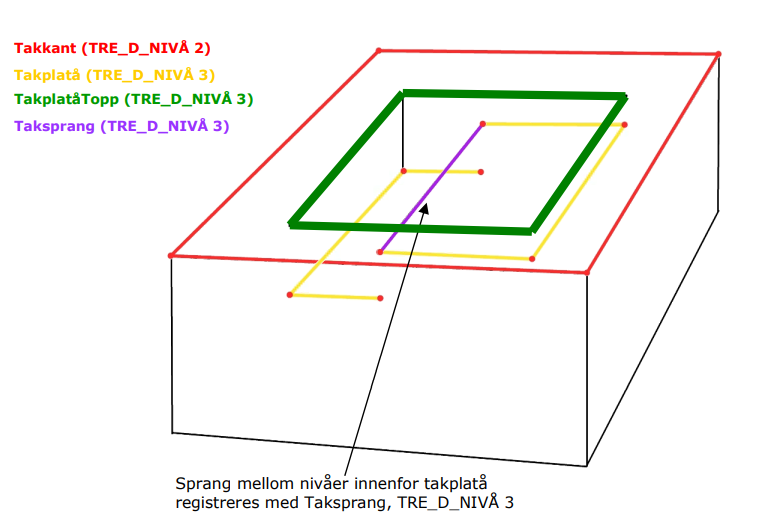 Takkant (TRE_D_NIVÅ 2)
Takplatå (TRE_D_NIVÅ 3)
TakplatåTopp (TRE_D_NIVÅ 3)
Taksprang (TRE_D_NIVÅ 3)
Sprang mellom nivåer innenfor takplatå
registreres med Taksprang, TRE_D_NIVÅ 3